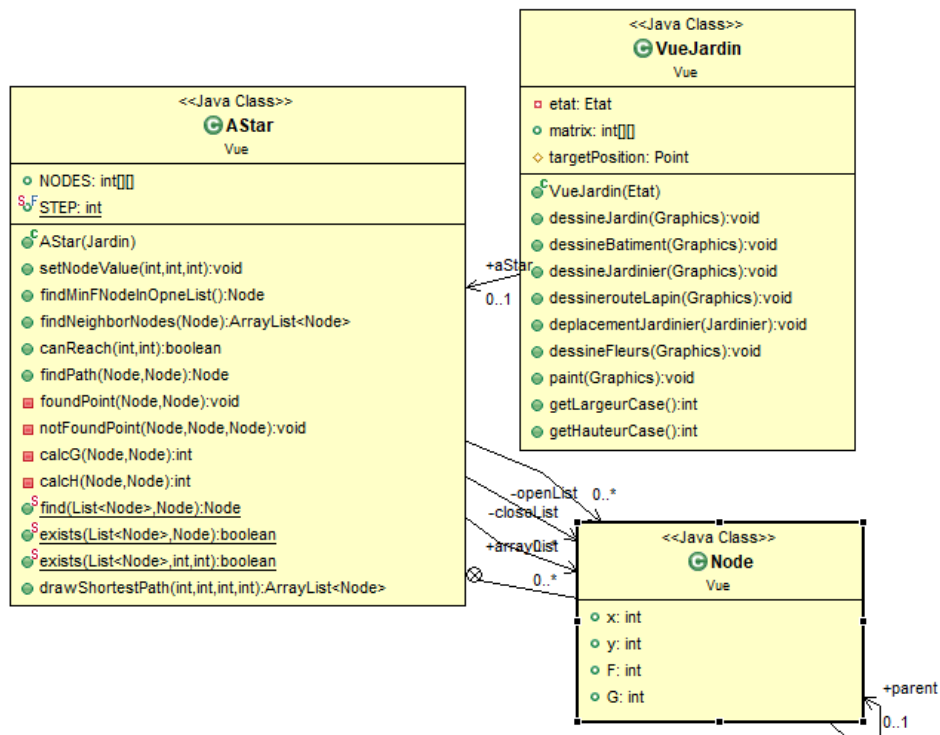 <<Java Class>>
AStar
Vue
NODES: int[][]
STEP: int
AStar(Jardin)
setNodeValue(int,int,int):void
findMinFNodeInOpneList():Node
findNeighborNodes(Node):ArrayList<Node>
canReach(int,int):boolean
findPath(Node,Node):Node
foundPoint(Node,Node):void
notFoundPoint(Node,Node,Node):void
calcG(Node,Node):int
calcH(Node,Node):int
find(List<Node>,Node):Node
exists(List<Node>,Node):boolean
exists(List<Node>,int,int):boolean
drawShortestPath(int,int,int,int):ArrayList<Node>
<<Java Class>>
VueJardin
Vue
etat: Etat
matrix: int[][]
targetPosition: Point
VueJardin(Etat)
dessineJardin(Graphics):void
dessineBatiment(Graphics):void
dessineJardinier(Graphics):void
dessinerouteLapin(Graphics):void
deplacementJardinier(Jardinier):void
dessineFleurs(Graphics):void
paint(Graphics):void
getLargeurCase():int
getHauteurCase():int
+aStar
0..1
-openList
0..*
-closeList
0..*
+arrayList
0..*
<<Java Class>>
Node
Vue
x: int
y: int
F: int
G: int
+parent
0..1